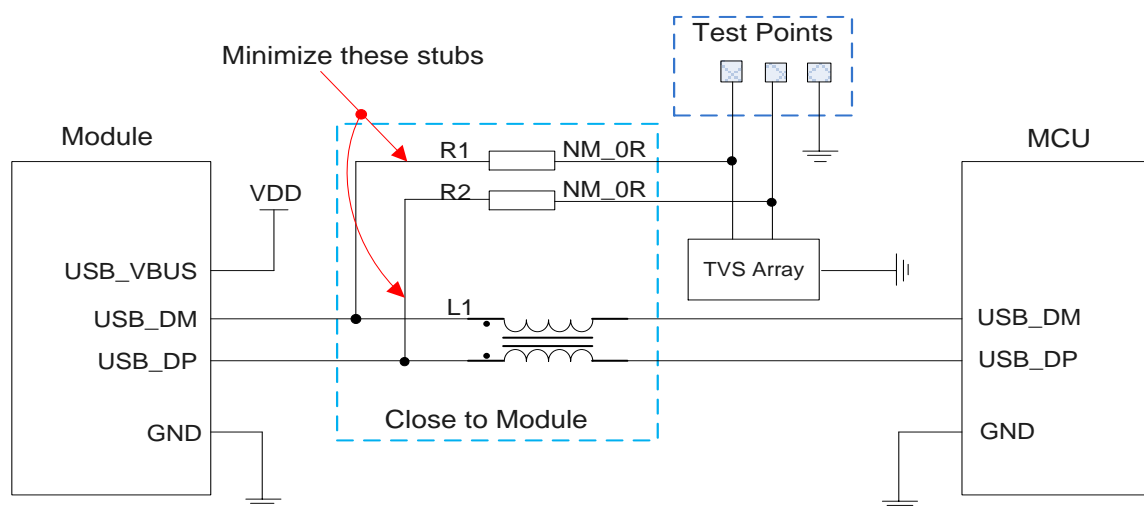 Test Points
Minimize these stubs
Module
MCU
R1
NM_0R
R2
NM_0R
VDD
TVS Array
USB_VBUS
USB_DM
L1
USB_DM
USB_DP
USB_DP
Close to Module
GND
GND